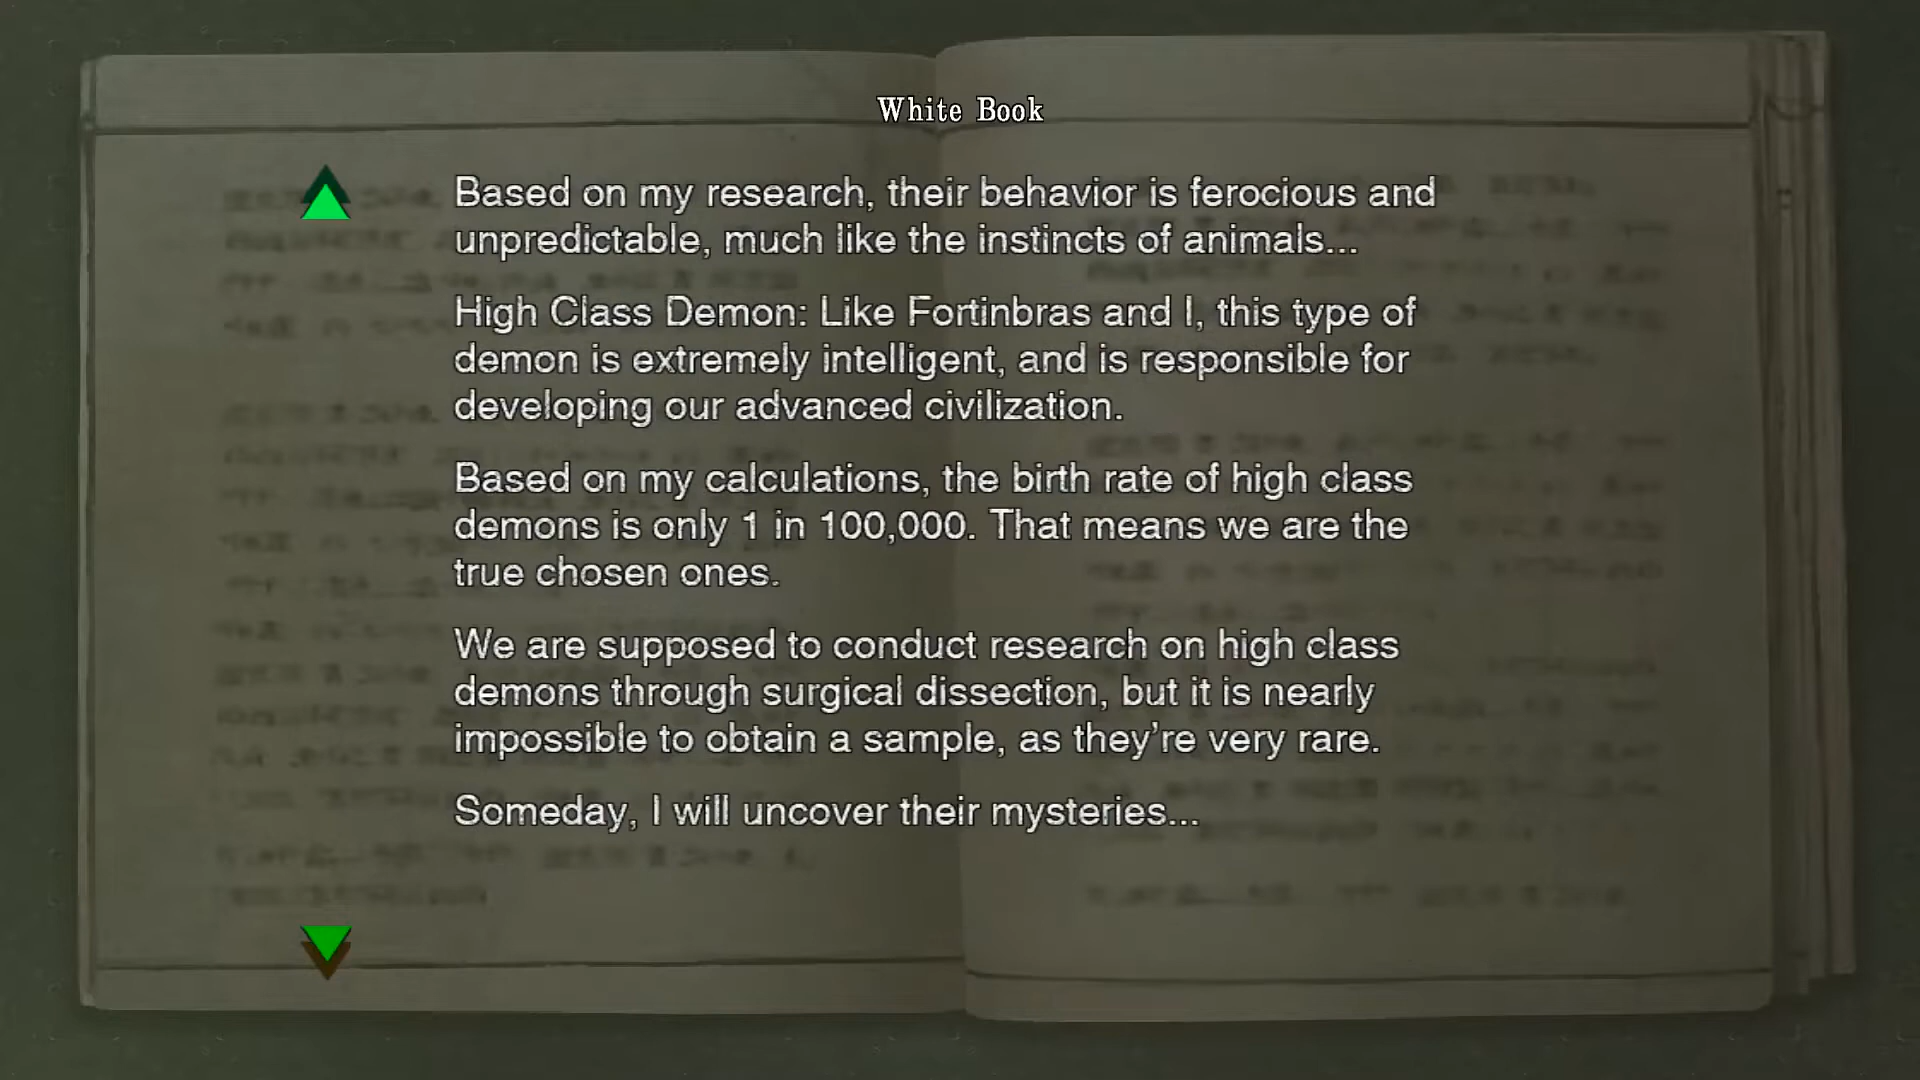 White Book
Based on my research, their behavior is ferocious and
unpredictable, much like the instincts of animals...
High Class Demon: Like Fortinbras and I, this type of
demon is extremely intelligent, and is responsible for
developing our advanced civilization.
Based on my calculations, the birth rate of high class
demons is only 1 in 100,000. That means we are the
true chosen ones.
We are supposed to conduct research on high class
demons through surgical dissection, but it is nearly
impossible to obtain a sample, as they're very rare.
Someday, I will uncover their mysteries...